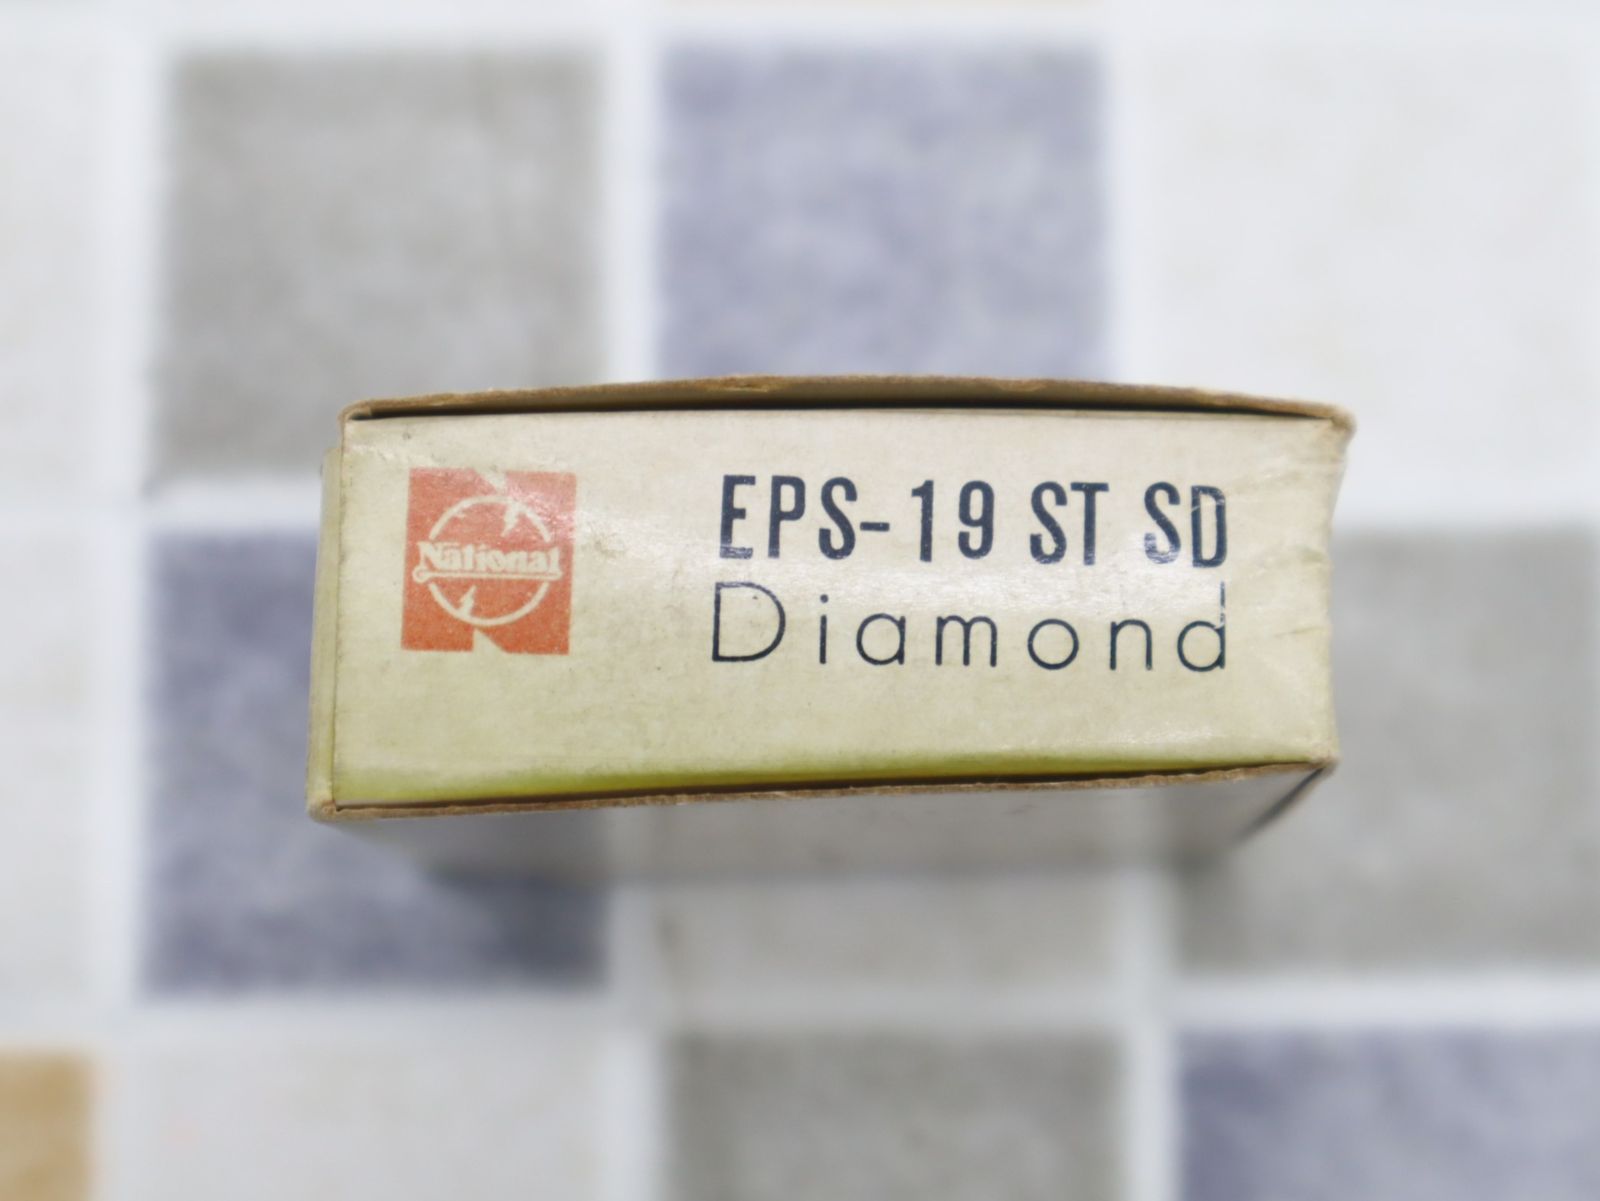 National
EPS-19 ST SD
Diamond